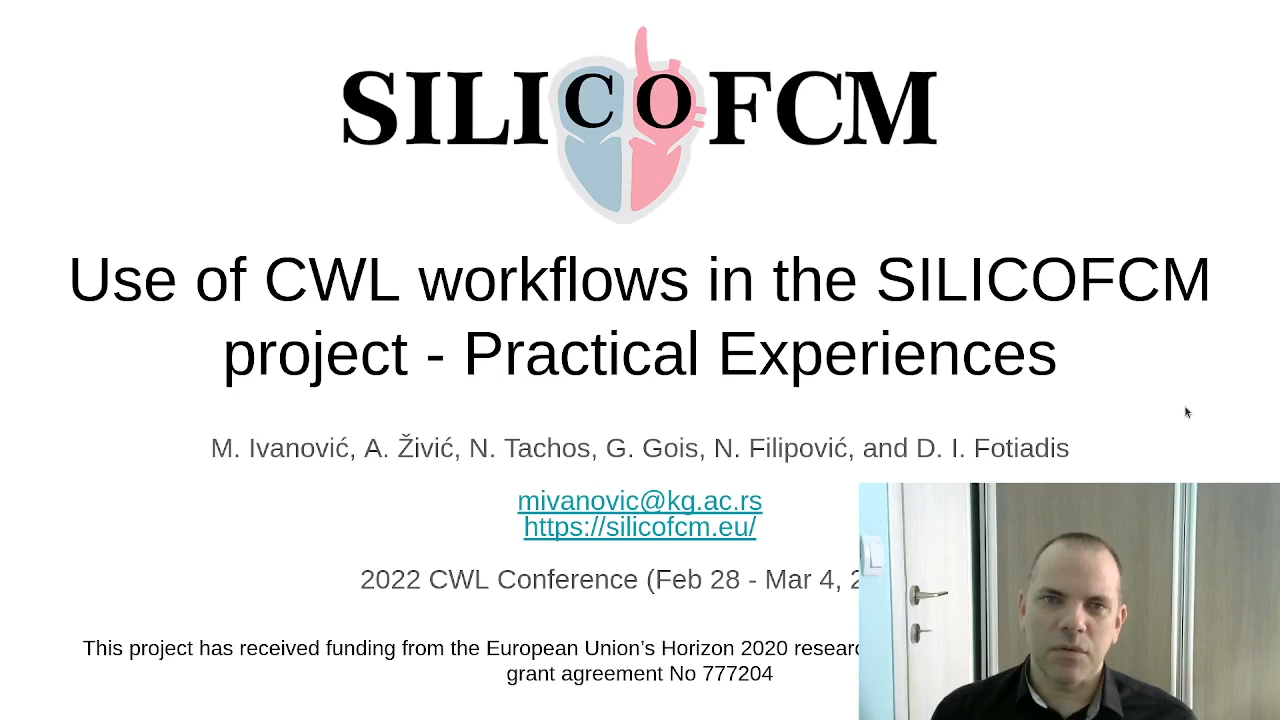 SILICOFCM
Use of CWL workflows in the SILICOFCM
project - Practical Experiences
M. Ivanović, A. Živić, N. Tachos, G. Gois, N. Filipović, and D. I. Fotiadis
mivanovic@kg.ac.rs
https://silicofcm.eu/
2022 CWL Conference (Feb 28 - Mar 4,
This project has received funding from the European Union’s Horizon 2020
grant agreement No 777204